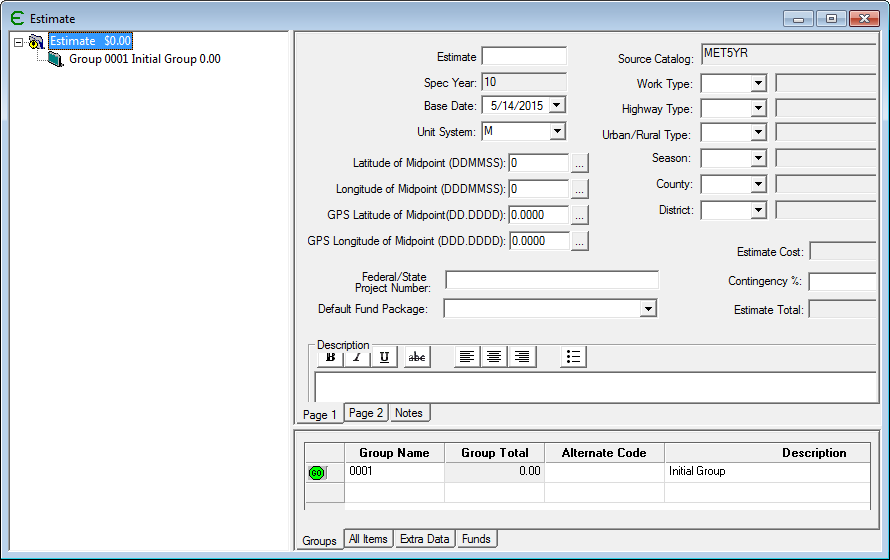 Estimate
Estimate $0.00
Group 0001 Initial Group 0.00
Estimate
Spec Year: 10
Base Date: 5/14/2015
Unit System: M
Latitude of Midpoint (DDMMSS): 0 ...
Longitude of Midpoint (DDDMMSS): 0 ...
GPS Latitude of Midpoint(DD.DDDD): 0.0000 ...
GPS Longitude of Midpoint (DDD.DDDD): 0.0000 ...
Source Catalog: MET5YR
Work Type:
Highway Type:
Urban/Rural Type:
Season:
County:
District:
Estimate Cost:
Contingency %:
Estimate Total:
Federal/State
Project Number:
Default Fund Package:
Description
B I U abc
Page 1 Page 2 Notes
Group Name Group Total Alternate Code Description
GO 0001 0.00 Initial Group
Groups All Items Extra Data Funds